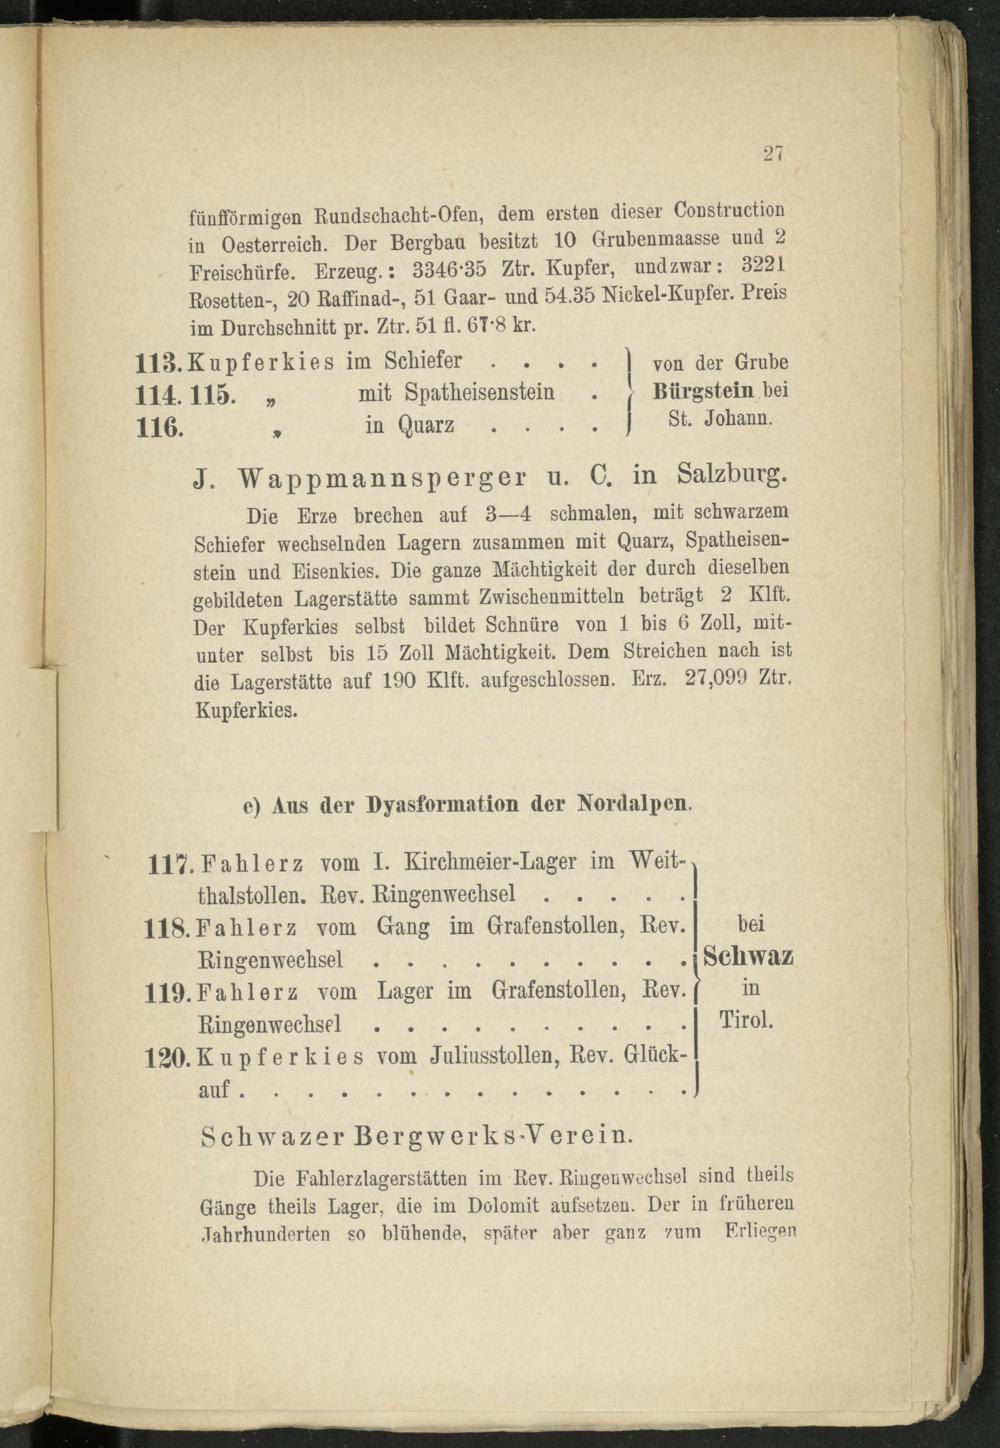 27
fünfförmigen Rundschacht-Ofen, dem ersten dieser Construction
in Oesterreich. Der Bergbau besitzt 10 Grubenmaasse und 2
Freischürfe. Erzeug.: 3346·35 Ztr. Kupfer, undzwar: 3221
Rosetten-, 20 Raffinad-, 51 Gaar- und 54.35 Nickel-Kupfer. Preis
im Durchschnitt pr. Ztr. 51 fl. 67·8 kr.
113. Kupferkies im Schiefer . . . . } von der Grube
114. 115. „ mit Spatheisenstein . } Bürgstein bei
116. „ in Quarz . . . . } St. Johann.
J. Wappmannsperger u. C. in Salzburg.
Die Erze brechen auf 3—4 schmalen, mit schwarzem
Schiefer wechselnden Lagern zusammen mit Quarz, Spatheisen-
stein und Eisenkies. Die ganze Mächtigkeit der durch dieselben
gebildeten Lagerstätte sammt Zwischenmitteln beträgt 2 Klft.
Der Kupferkies selbst bildet Schnüre von 1 bis 6 Zoll, mit-
unter selbst bis 15 Zoll Mächtigkeit. Dem Streichen nach ist
die Lagerstätte auf 190 Klft. aufgeschlossen. Erz. 27,099 Ztr.
Kupferkies.
e) Aus der Dyasformation der Nordalpen.
117. Fahlerz vom I. Kirchmeier-Lager im Weit-
thalstollen. Rev. Ringenwechsel . . . . .
118. Fahlerz vom Gang im Grafenstollen, Rev. bei
Ringenwechsel . . . . . . . . . . Schwaz
119. Fahlerz vom Lager im Grafenstollen, Rev. in
Ringenwechsel . . . . . . . . . . Tirol.
120. Kupferkies vom Juliusstollen, Rev. Glück-
auf . . . . . . . . . . . . . .
Schwazer Bergwerks-Verein.
Die Fahlerzlagerstätten im Rev. Ringenwechsel sind theils
Gänge theils Lager, die im Dolomit aufsetzen. Der in früheren
Jahrhunderten so blühende, später aber ganz zum Erliegen